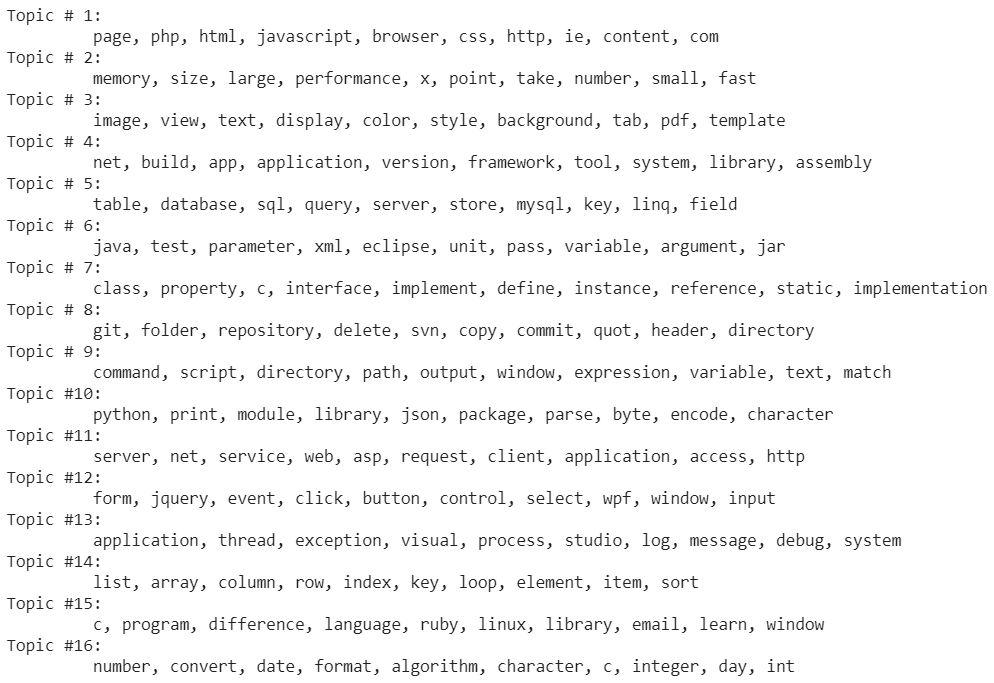 Topic # 1:
page, php, html, javascript, browser, css, http, ie, content, com
Topic # 2:
memory, size, large, performance, x, point, take, number, small, fast
Topic # 3:
image, view, text, display, color, style, background, tab, pdf, template
Topic # 4:
net, build, app, application, version, framework, tool, system, library, assembly
Topic # 5:
table, database, sql, query, server, store, mysql, key, linq, field
Topic # 6:
java, test, parameter, xml, eclipse, unit, pass, variable, argument, jar
Topic # 7:
class, property, c, interface, implement, define, instance, reference, static, implementation
Topic # 8:
git, folder, repository, delete, svn, copy, commit, quot, header, directory
Topic # 9:
command, script, directory, path, output, window, expression, variable, text, match
Topic #10:
python, print, module, library, json, package, parse, byte, encode, character
Topic #11:
server, net, service, web, asp, request, client, application, access, http
Topic #12:
form, jquery, event, click, button, control, select, wpf, window, input
Topic #13:
application, thread, exception, visual, process, studio, log, message, debug, system
Topic #14:
list, array, column, row, index, key, loop, element, item, sort
Topic #15:
c, program, difference, language, ruby, linux, library, email, learn, window
Topic #16:
number, convert, date, format, algorithm, character, c, integer, day, int